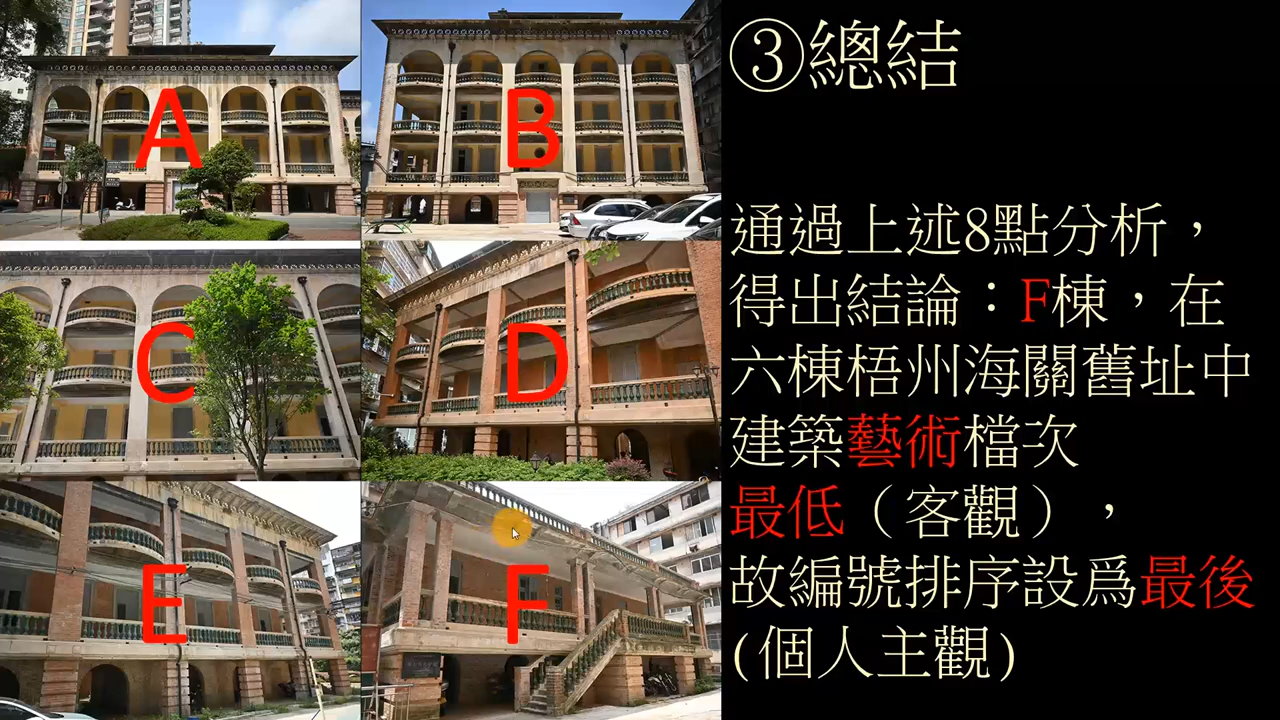 ③總結
A
B
C
D
E
F
通過上述8點分析，
得出結論：F棟，在
六棟梧州海關舊址中
建築藝術檔次
最低（客觀），
故編號排序設爲最後
(個人主觀)